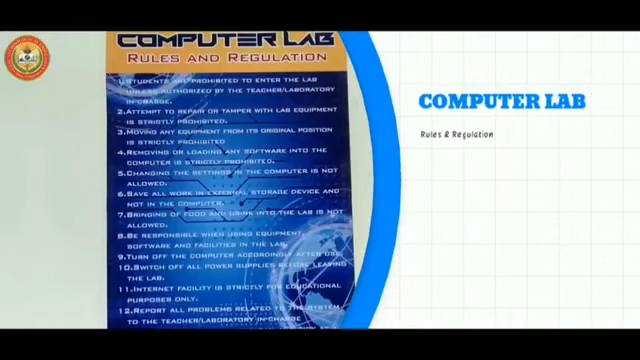 COMPUTER LAB
RULES AND REGULATION
1. STUDENTS ARE PROHIBITED TO ENTER THE LAB
UNLESS AUTHORIZED BY THE TEACHER/LABORATORY
IN CHARGE.
2. ATTEMPT TO REPAIR OR TAMPER WITH LAB EQUIPMENT
IS STRICTLY PROHIBITED.
3. MOVING ANY EQUIPMENT FROM ITS ORIGINAL POSITION
IS STRICTLY PROHIBITED
4. REMOVING OR LOADING ANY SOFTWARE INTO THE
COMPUTER IS STRICTLY PROHIBITED.
5. CHANGING THE SETTINGS IN THE COMPUTER IS NOT
ALLOWED.
6. SAVE ALL WORK IN EXTERNAL STORAGE DEVICE AND
NOT IN THE COMPUTER.
7. BRINGING OF FOOD AND DRINK INTO THE LAB IS NOT
ALLOWED.
8. BE RESPONSIBLE WHEN USING EQUIPMENT,
SOFTWARE AND FACILITIES IN THE LAB.
9. TURN OFF THE COMPUTER ACCORDINGLY AFTER USE.
10. SWITCH OFF ALL POWER SUPPLIES BEFORE LEAVING
THE LAB.
11. INTERNET FACILITY IS STRICTLY FOR EDUCATIONAL
PURPOSES ONLY.
12. REPORT ALL PROBLEMS RELATED TO THE SYSTEM
TO THE TEACHER/LABORATORY IN-CHARGE
COMPUTER LAB
Rules & Regulation